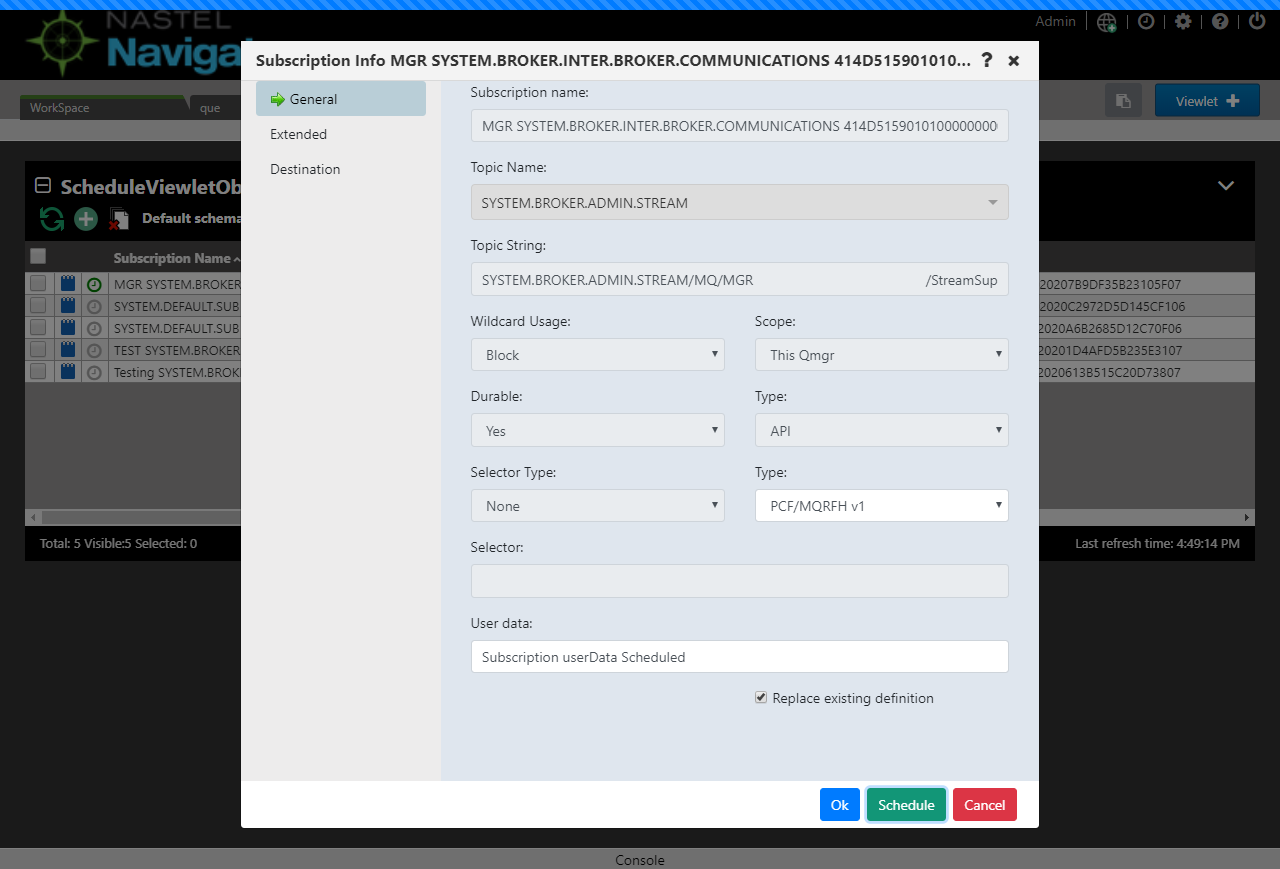 NASTEL
Naviga
Admin
Subscription Info MGR SYSTEM.BROKER.INTER.BROKER.COMMUNICATIONS 414D515901010... ? ×
WorkSpace
que
Viewlet +
General
Extended
Destination
Subscription name:
MGR SYSTEM.BROKER.INTER.BROKER.COMMUNICATIONS 414D5159010100000000
Topic Name:
SYSTEM.BROKER.ADMIN.STREAM
Topic String:
SYSTEM.BROKER.ADMIN.STREAM/MQ/MGR /StreamSup
Wildcard Usage: Scope:
Block This Qmgr
Durable: Type:
Yes API
Selector Type: Type:
None PCF/MQRFH v1
Selector:
User data:
Subscription userData Scheduled
Replace existing definition
Ok Schedule Cancel
ScheduleViewletOb
Default schema
Subscription Name
MGR SYSTEM.BROKER 20207B9DF35B23105F07
SYSTEM.DEFAULT.SUB 2020C2972D5D145CF106
SYSTEM.DEFAULT.SUB 2020A6B2685D12C70F06
TEST SYSTEM.BROKER 20201D4AFD5B235E3107
Testing SYSTEM.BROK 2020613B515C20D73807
Total: 5 Visible:5 Selected: 0
Last refresh time: 4:49:14 PM
Console